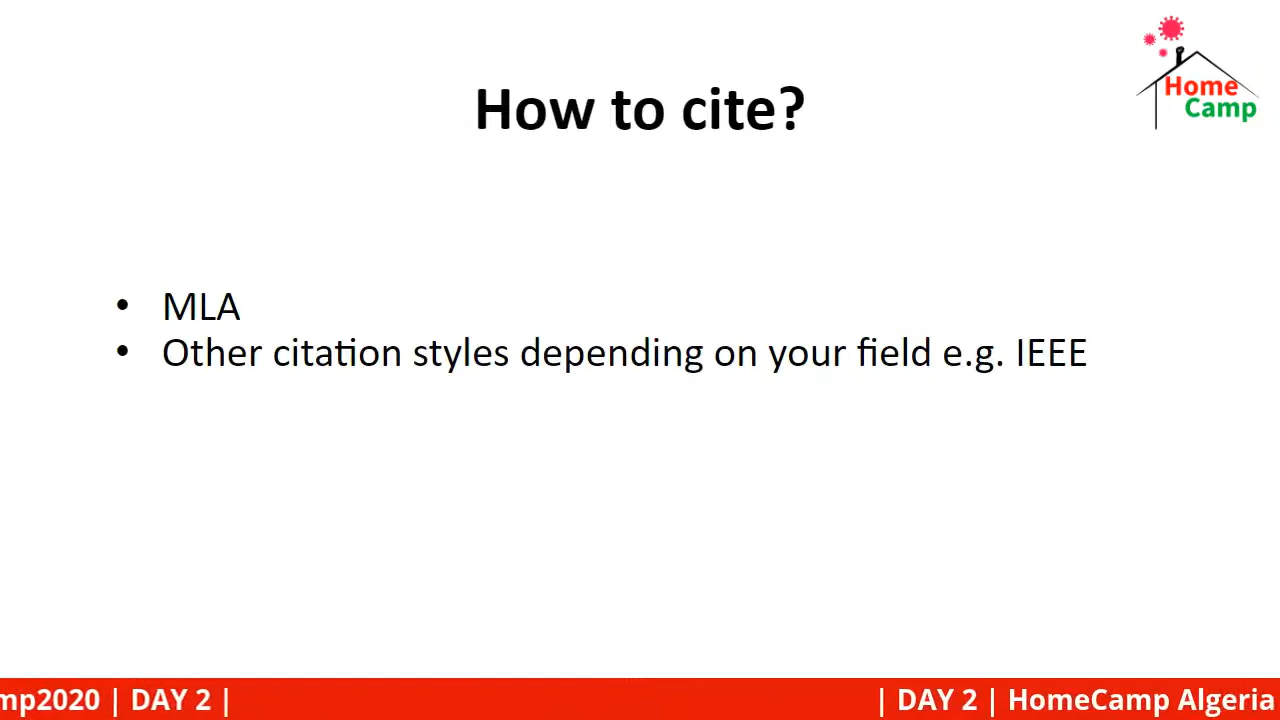 Home
Camp
How to cite?
• MLA
• Other citation styles depending on your field e.g. IEEE
mp2020 | DAY 2 |
| DAY 2 | HomeCamp Algeria